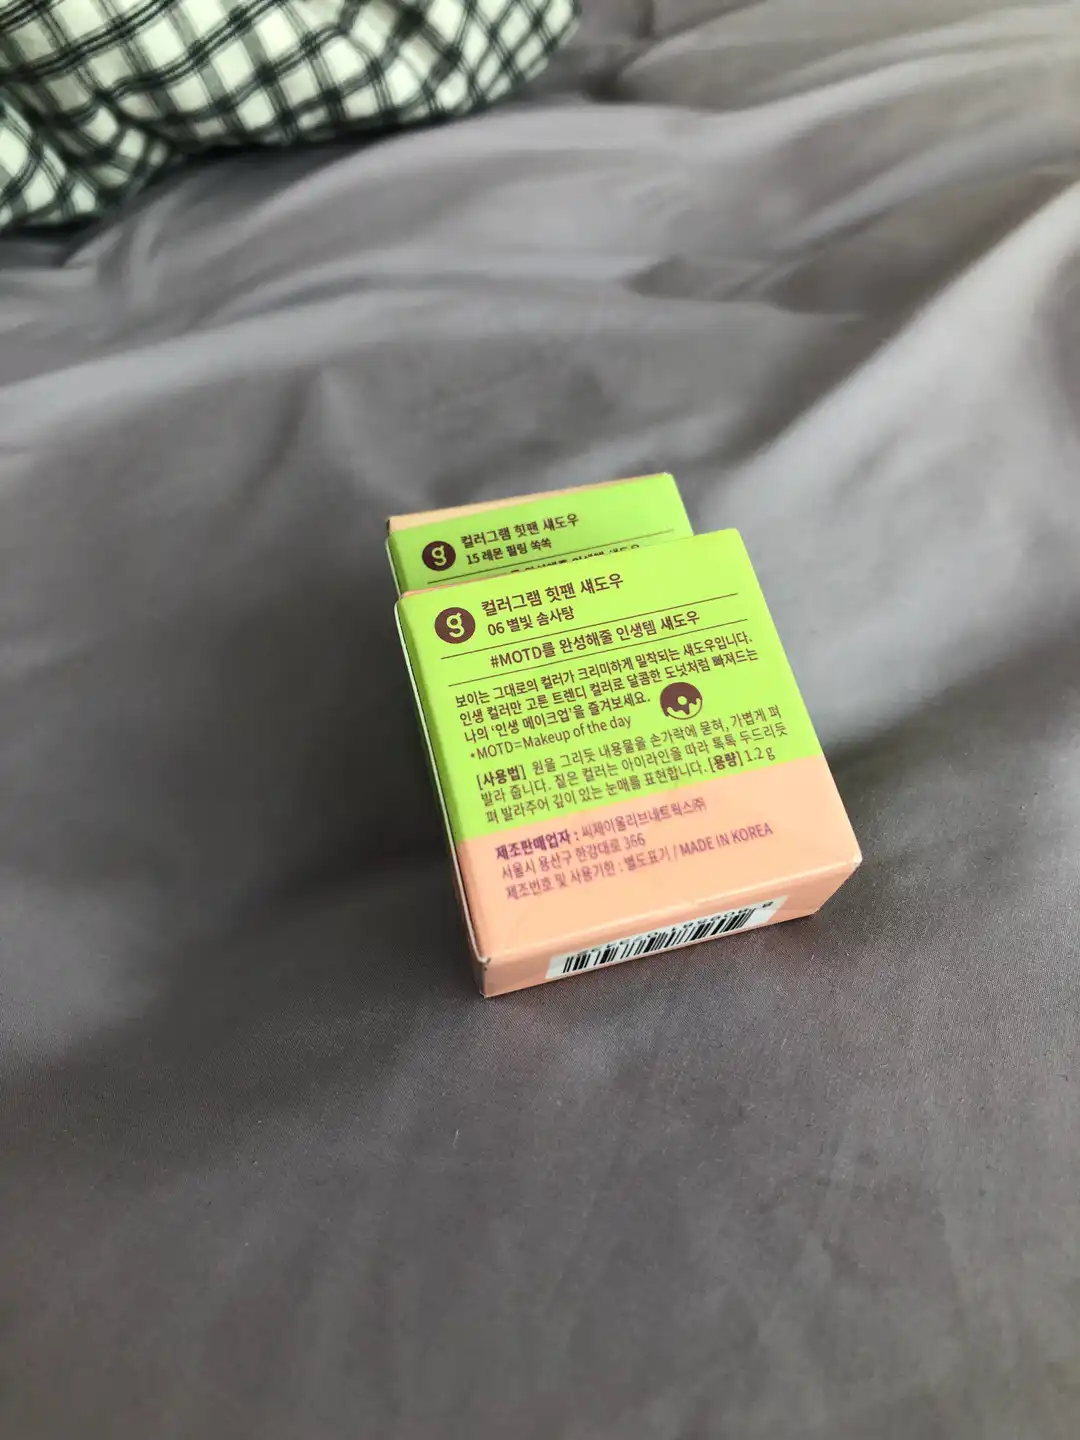 g
컬러그램 힛팬 섀도우
15 레몬 필링 쏙쏙
g
컬러그램 힛팬 섀도우
06 별빛 솜사탕
#MOTD를 완성해줄 인생템 섀도우
보이는 그대로의 컬러가 크리미하게 밀착되는 섀도우입니다.
인생 컬러만 고른 트렌디 컬러로 달콤한 도넛처럼 빠져드는
나의 '인생 메이크업'을 즐겨보세요.
*MOTD=Makeup of the day
[사용법] 원을 그리듯 내용물을 손가락에 묻혀, 가볍게 펴
발라 줍니다. 짙은 컬러는 아이라인을 따라 톡톡 두드리듯
펴 발라주어 깊이 있는 눈매를 표현합니다. [용량] 1.2 g
제조판매업자 : 씨제이올리브네트웍스㈜
서울시 용산구 한강대로 366
제조번호 및 사용기한 : 별도표기 / MADE IN KOREA